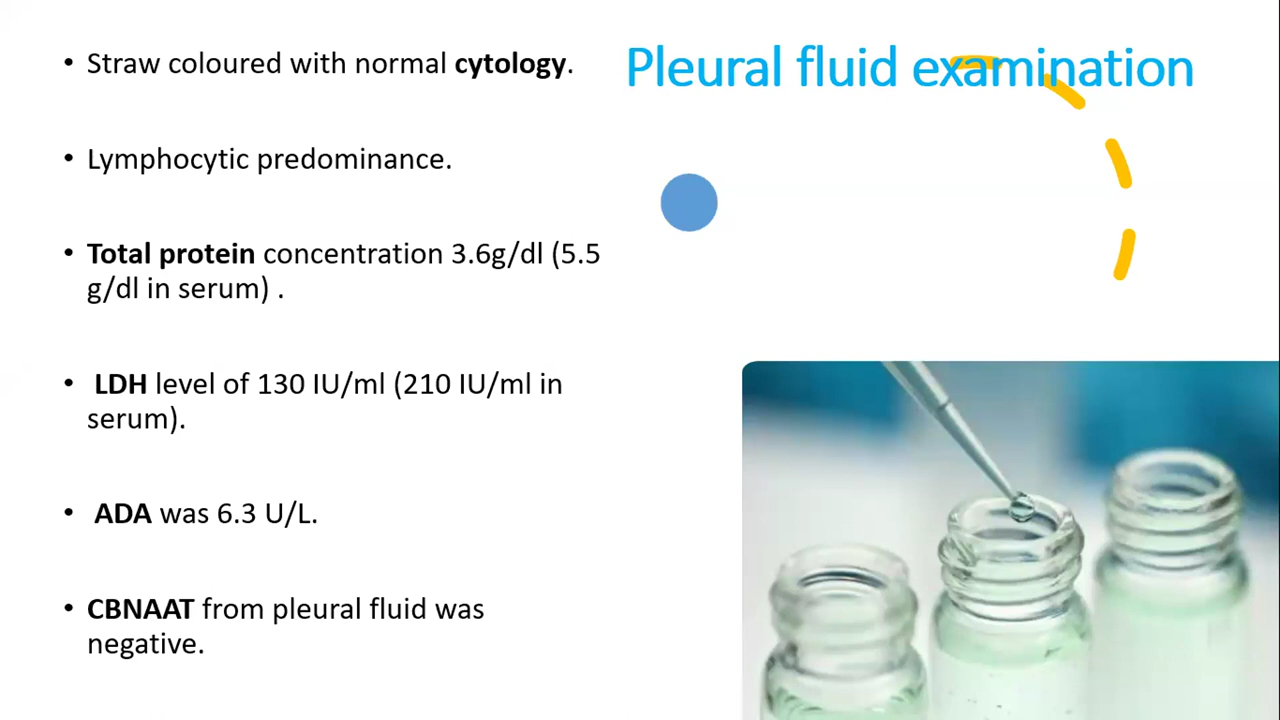 Pleural fluid examination
• Straw coloured with normal cytology.
• Lymphocytic predominance.
• Total protein concentration 3.6g/dl (5.5
g/dl in serum) .
• LDH level of 130 IU/ml (210 IU/ml in
serum).
• ADA was 6.3 U/L.
• CBNAAT from pleural fluid was
negative.